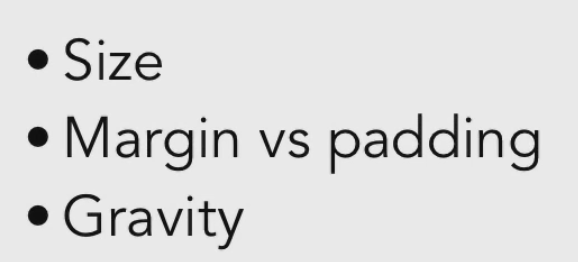 • Size
• Margin vs padding
• Gravity